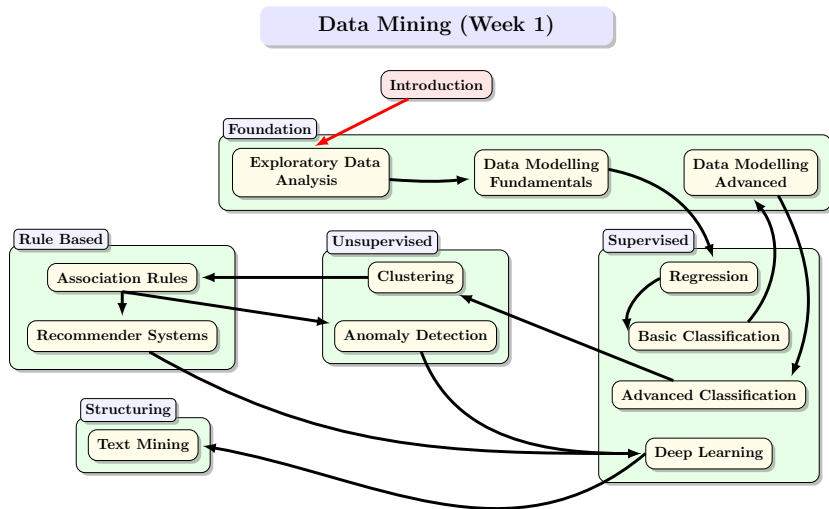 Data Mining (Week 1)
Introduction
Foundation
Exploratory Data
Analysis
Data Modelling
Fundamentals
Data Modelling
Advanced
Rule Based
Association Rules
Recommender Systems
Unsupervised
Clustering
Anomaly Detection
Supervised
Regression
Basic Classification
Advanced Classification
Deep Learning
Structuring
Text Mining